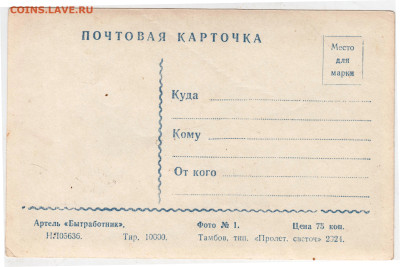 COINS.LAVE.RU
ПОЧТОВАЯ КАРТОЧКА
Место
для
марки
Куда
Кому
От кого
Артель «Бытработник». Фото № 1. Цена 75 коп.
НЛ05636. Тир. 10000. Тамбов, тип. «Пролет. светоч» 2324.